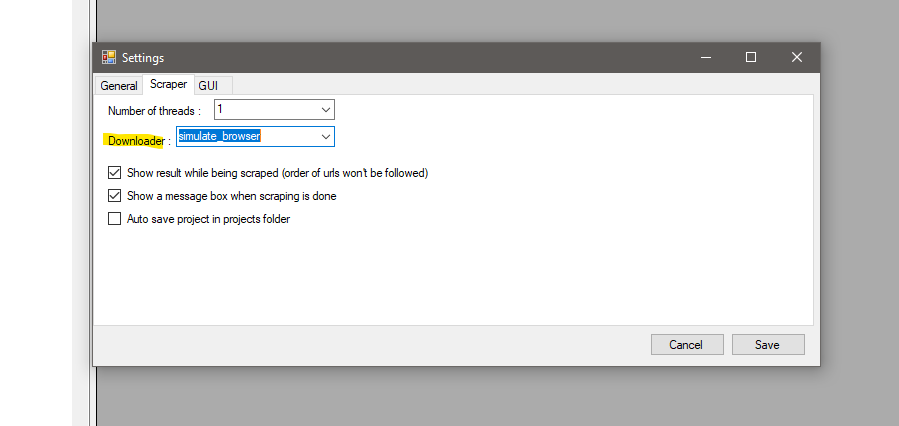 Settings
General Scraper GUI
Number of threads : 1
Downloader : simulate_browser
Show result while being scraped (order of urls won't be followed)
Show a message box when scraping is done
Auto save project in projects folder
Cancel Save